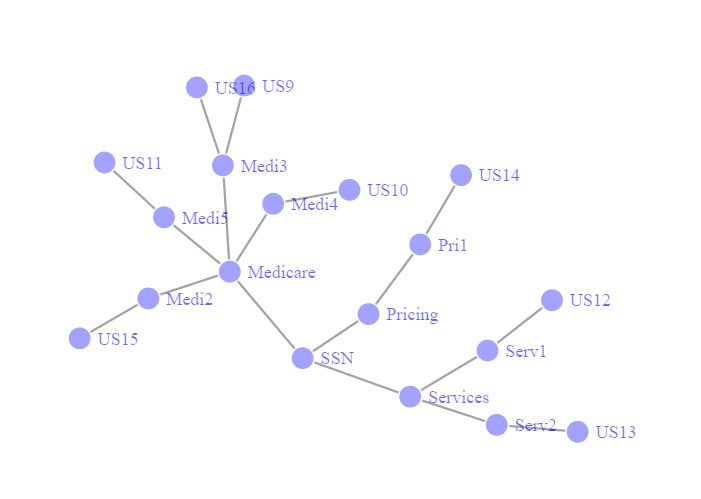 US16
US9
US11
Medi3
US14
US10
Medi4
Medi5
Pri1
Medicare
Medi2
US12
Pricing
US15
Serv1
SSN
Services
Serv2
US13